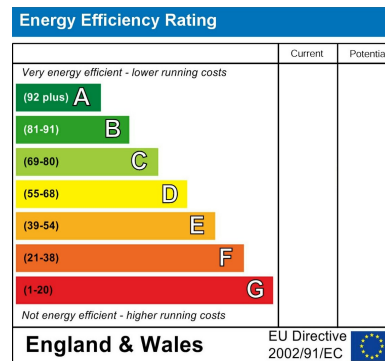 Energy Efficiency Rating
Current Potentia
Very energy efficient - lower running costs
(92 plus) A
(81-91) B
(69-80) C
(55-68) D
(39-54) E
(21-38) F
(1-20) G
Not energy efficient - higher running costs
England & Wales
EU Directive
2002/91/EC